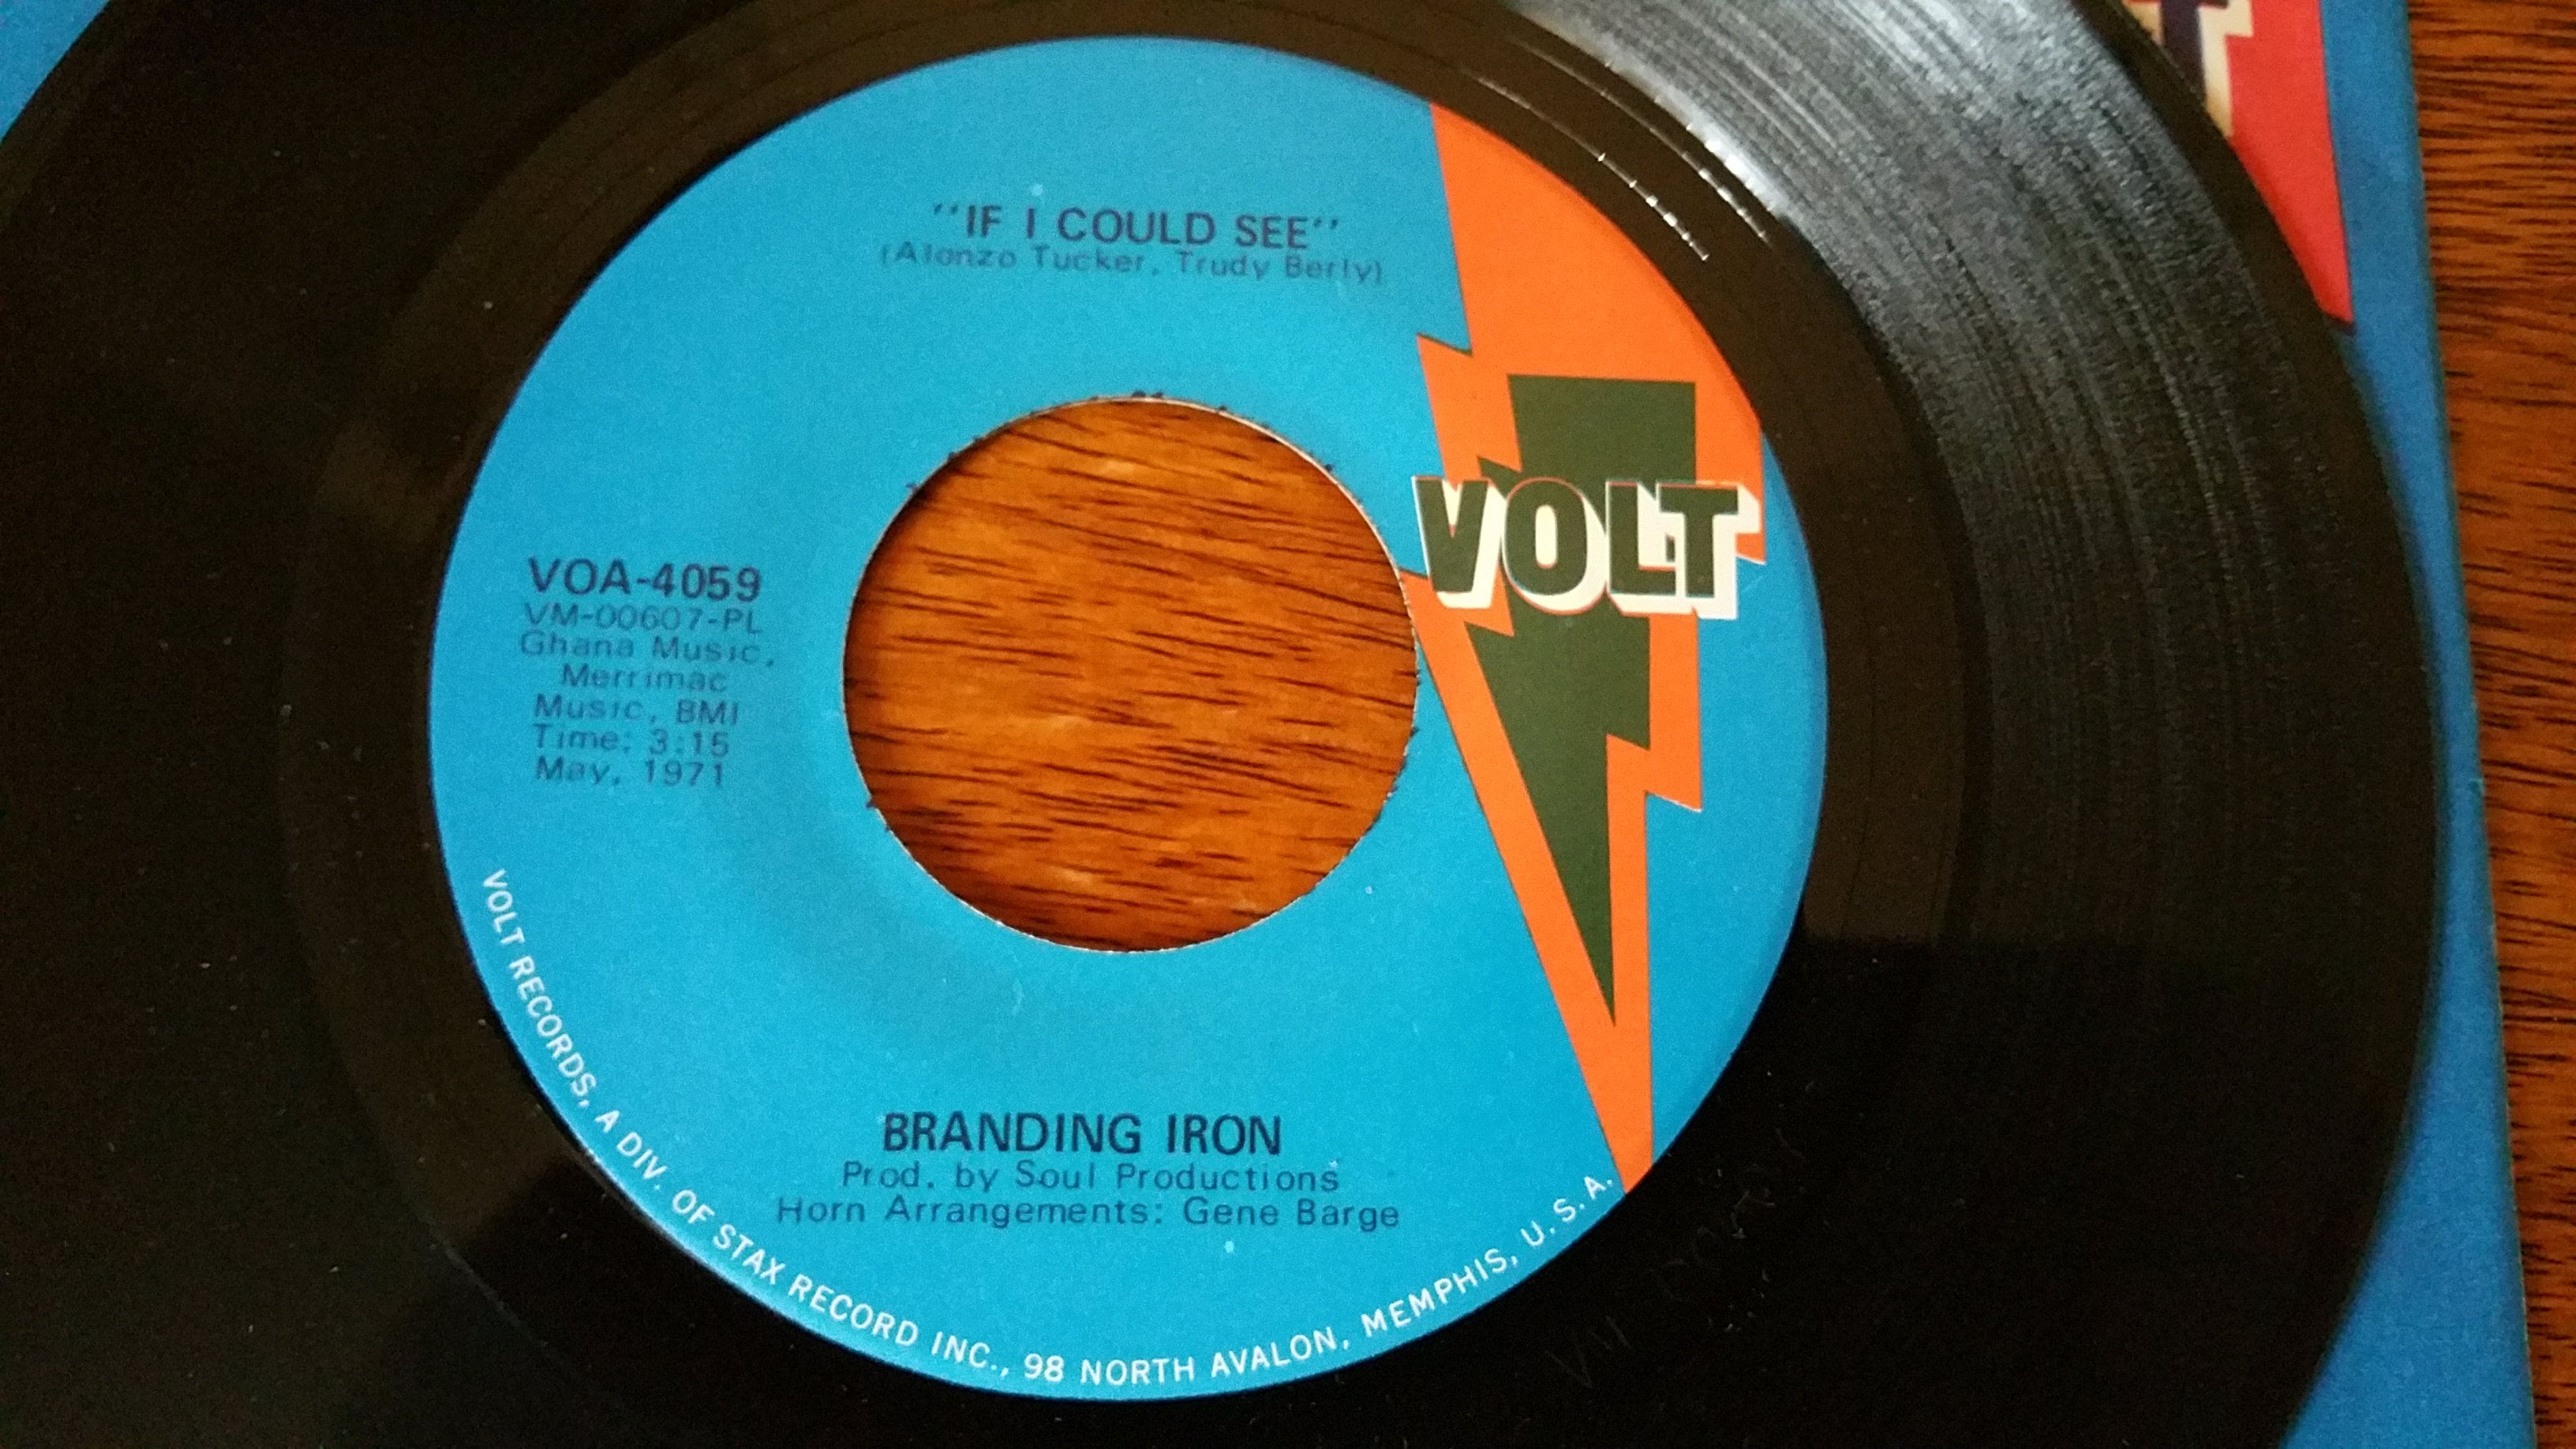 "IF I COULD SEE"
(Alonzo Tucker, Trudy Berly)
VOLT
VOA-4059
VM-00607-PL
Ghana Music,
Merrimac
Music, BMI
Time: 3:15
May, 1971
BRANDING IRON
Prod. by Soul Productions
Horn Arrangements: Gene Barge
VOLT RECORDS, A DIV. OF STAX RECORD INC., 98 NORTH AVALON, MEMPHIS, U.S.A.